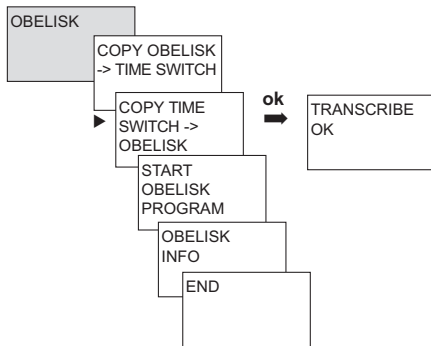 OBELISK
COPY OBELISK
-> TIME SWITCH
COPY TIME
SWITCH ->
OBELISK
ok
TRANSCRIBE
OK
START
OBELISK
PROGRAM
OBELISK
INFO
END